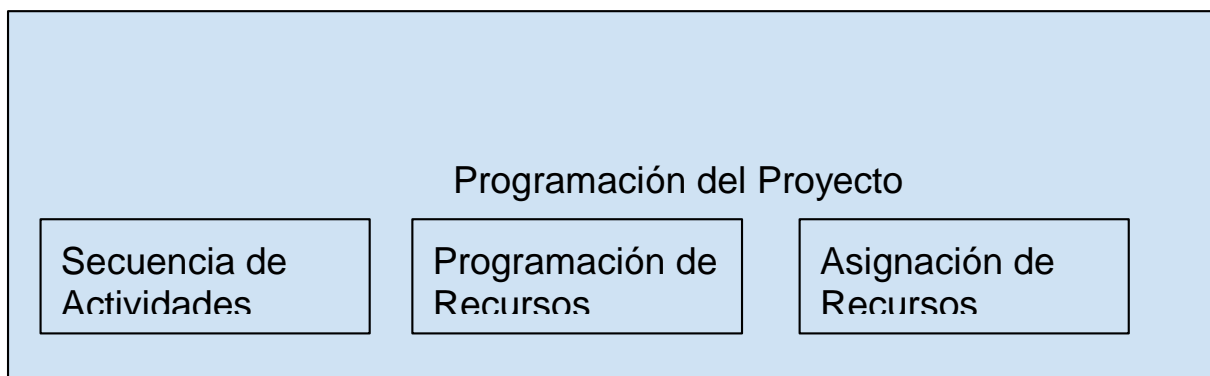 Programación del Proyecto
Secuencia de
Actividades
Programación de
Recursos
Asignación de
Recursos